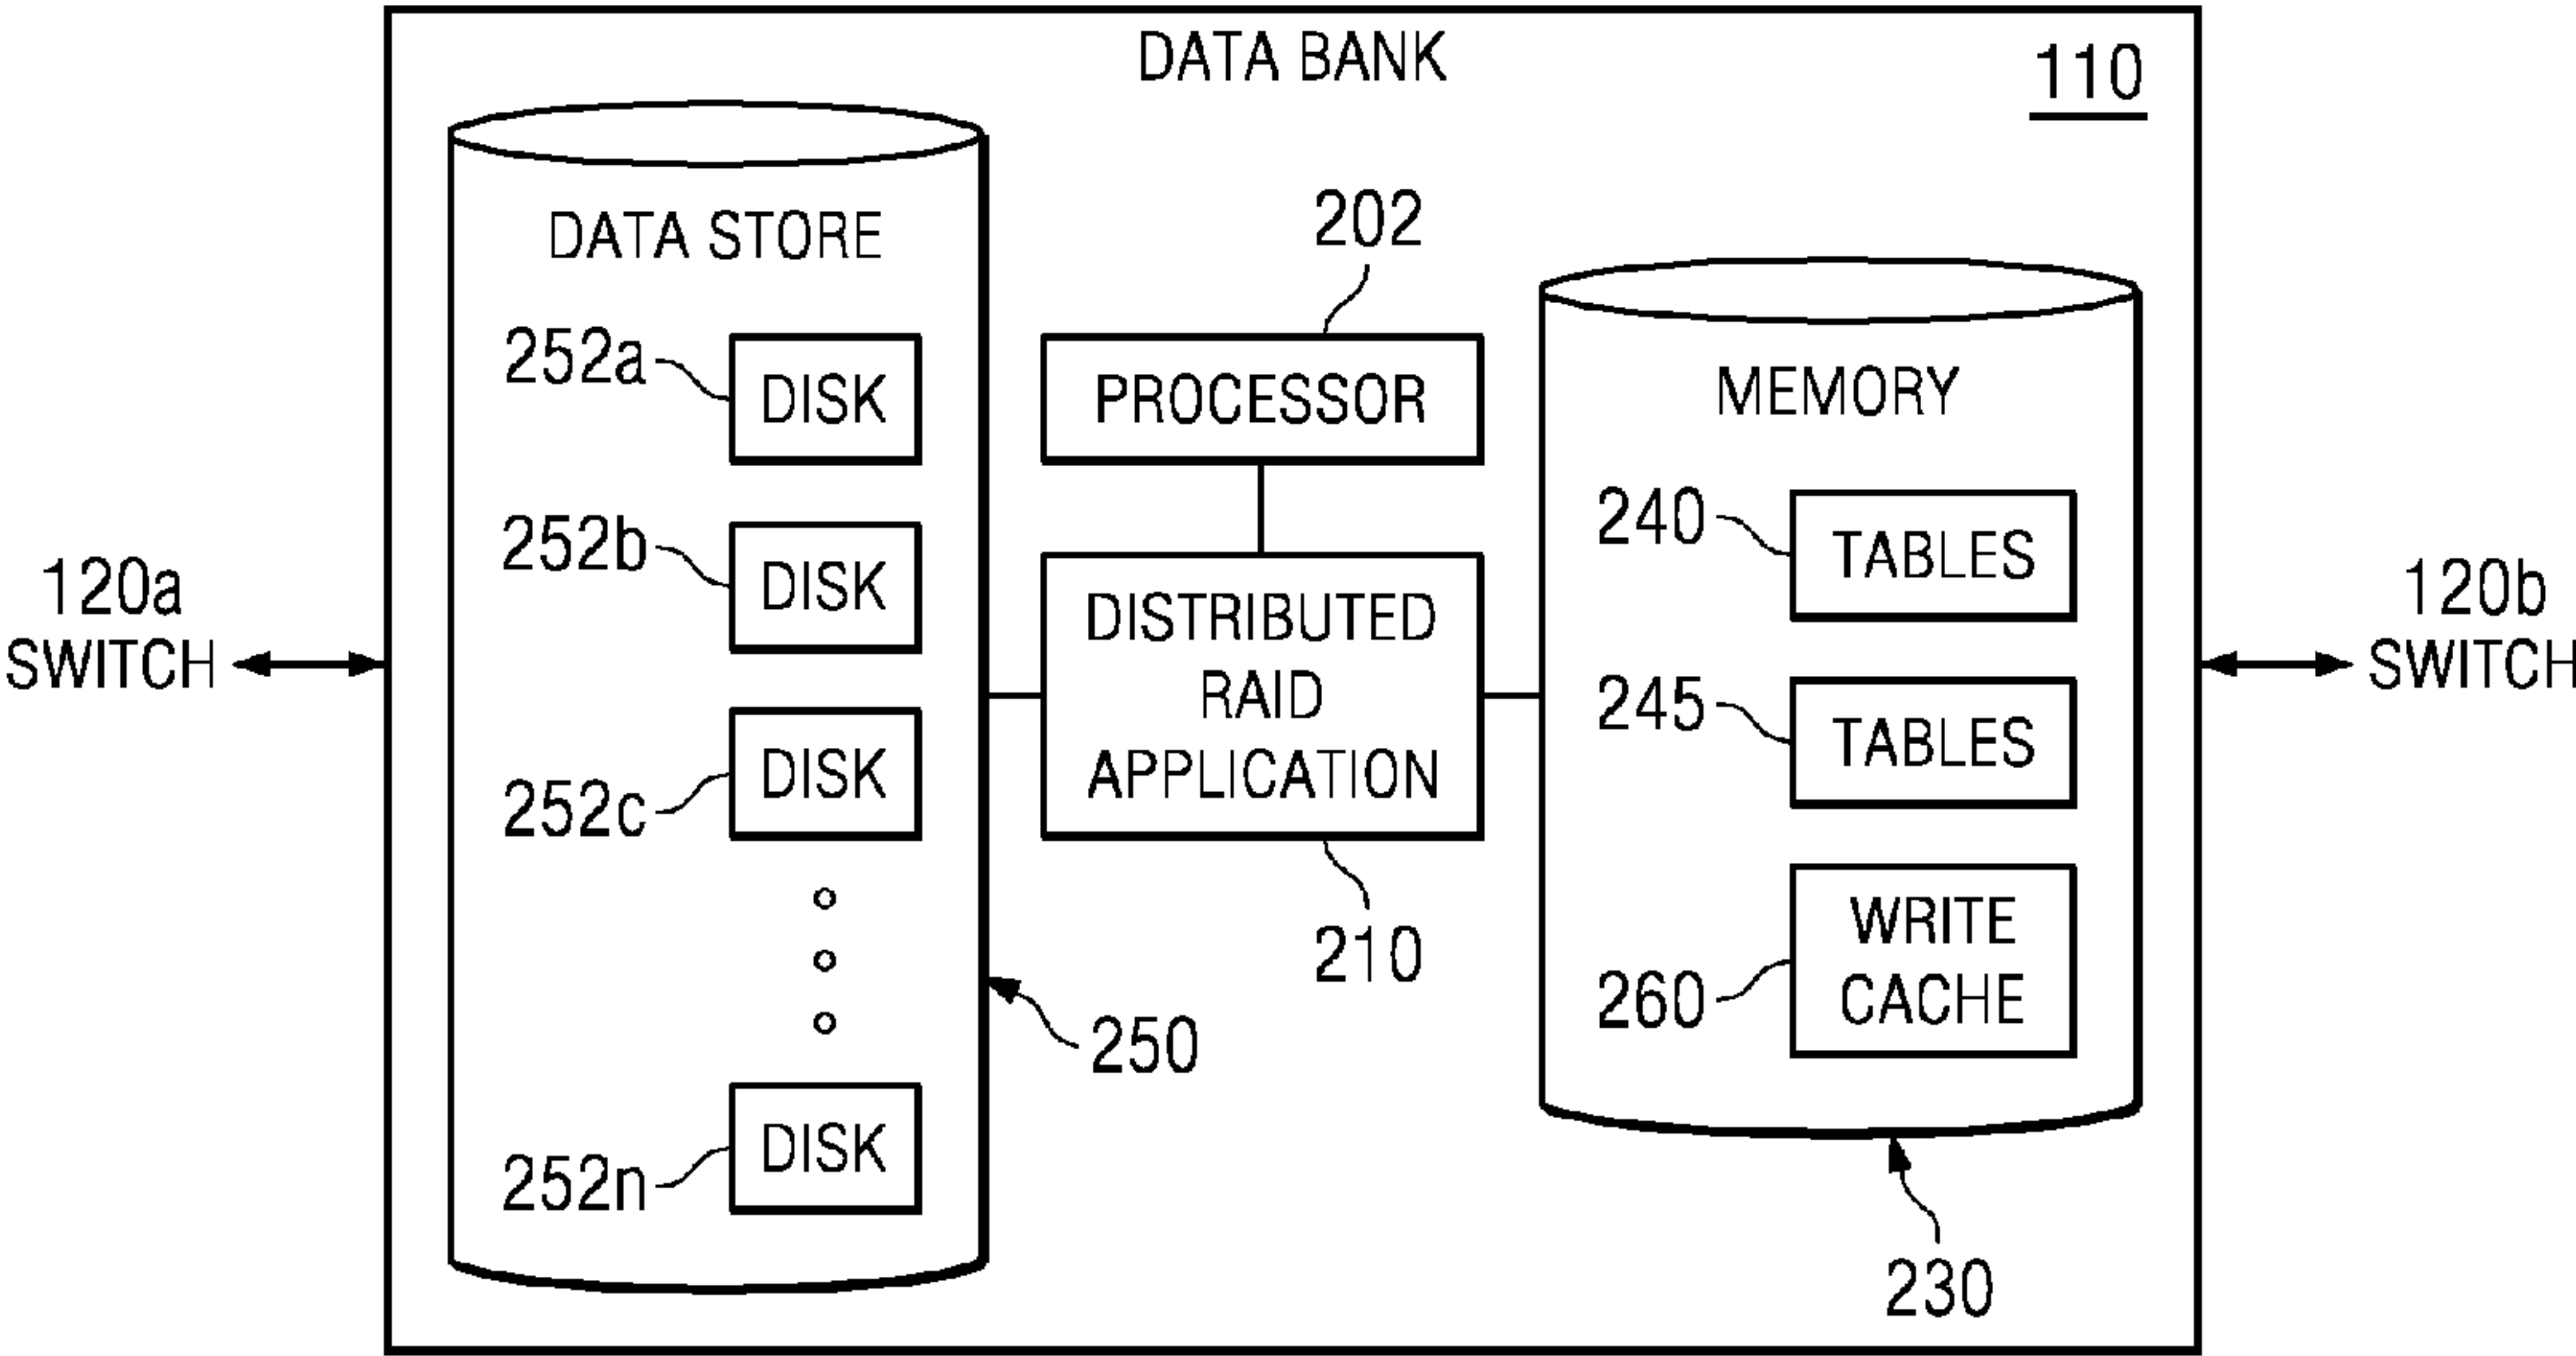 DATA BANK
110
DATA STORE
202
252a
DISK
PROCESSOR
MEMORY
252b
DISK
240
TABLES
120a
SWITCH
DISTRIBUTED
RAID
APPLICATION
120b
SWITCH
252c
DISK
245
TABLES
210
WRITE
CACHE
260
250
252n
DISK
230